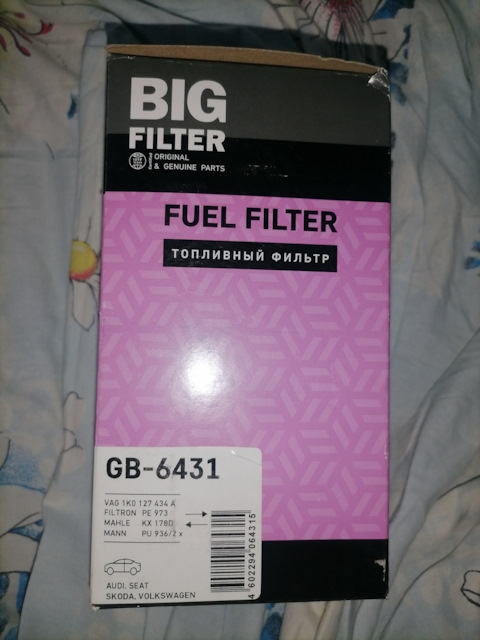 BIG
FILTER
ORIGINAL
& GENUINE PARTS
FUEL FILTER
ТОПЛИВНЫЙ ФИЛЬТР
GB-6431
VAG 1K0 127 434 A
FILTRON PE 973
MAHLE KX 178D
MANN PU 936/2 x
AUDI, SEAT
SKODA, VOLKSWAGEN
4 602294 064315